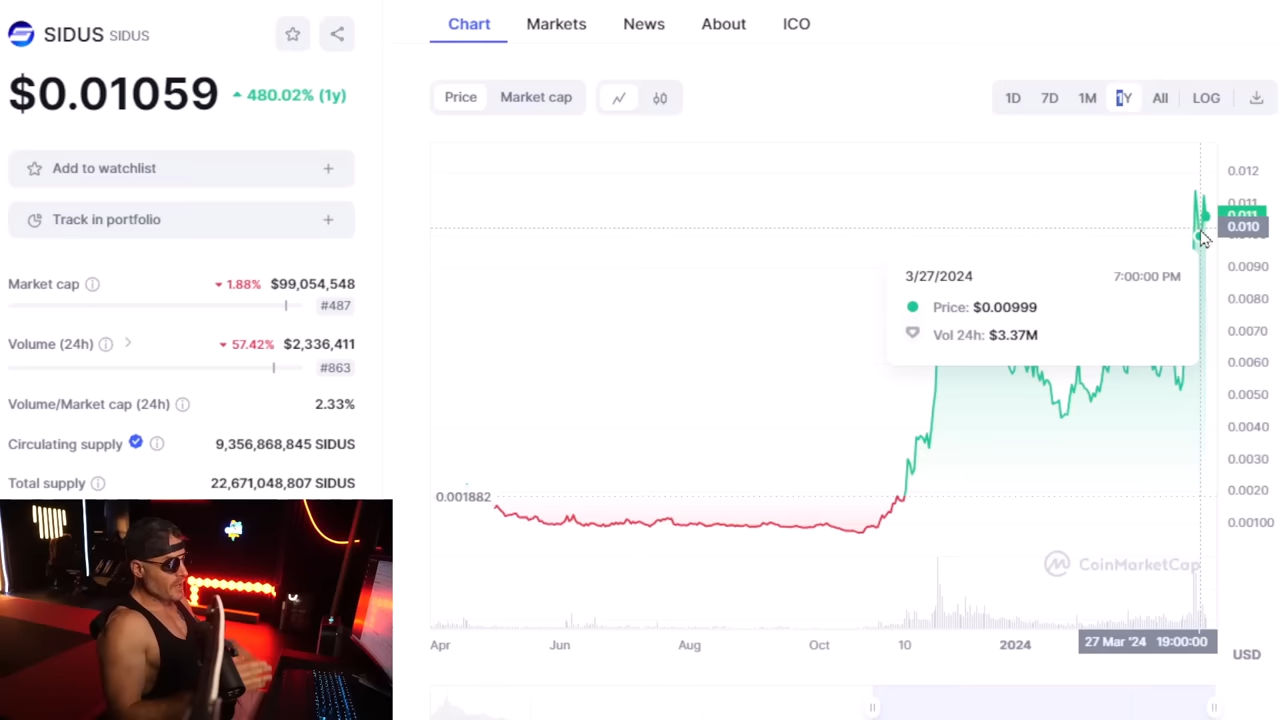 SIDUS SIDUS
$0.01059
480.02% (1y)
Add to watchlist
Track in portfolio
Market cap
1.88% $99,054,548
#487
Volume (24h)
57.42% $2,336,411
#863
Volume/Market cap (24h)
2.33%
Circulating supply
9,356,868,845 SIDUS
Total supply
22,671,048,807 SIDUS
Chart Markets News About ICO
Price Market cap
1D 7D 1M 1Y All LOG
0.012
0.011
0.011
0.010
0.0090
0.0080
0.0070
0.0060
0.0050
0.0040
0.0030
0.0020
0.00100
3/27/2024 7:00:00 PM
Price: $0.00999
Vol 24h: $3.37M
0.001882
CoinMarketCap
Apr Jun Aug Oct 10 2024
27 Mar '24 19:00:00
USD